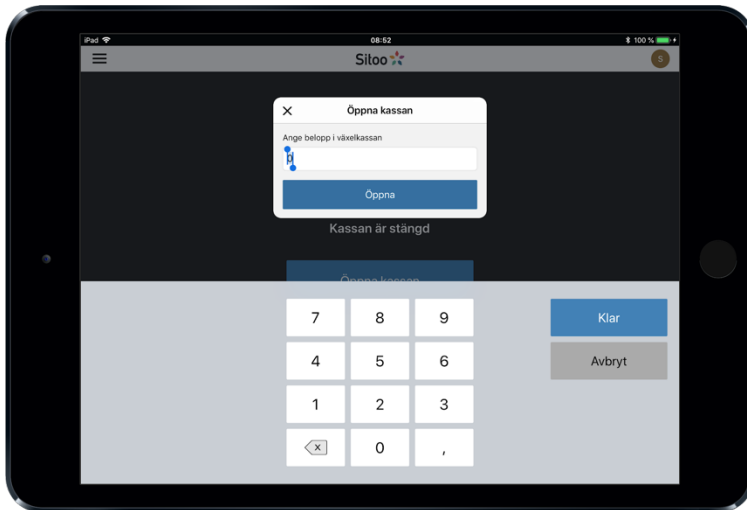 iPad 08:52 100 %
Sitoo S
Öppna kassan
Ange belopp i växelkassan
0
Öppna
Kassan är stängd
Öppna kassan
7 8 9 Klar
4 5 6 Avbryt
1 2 3
x 0 ,